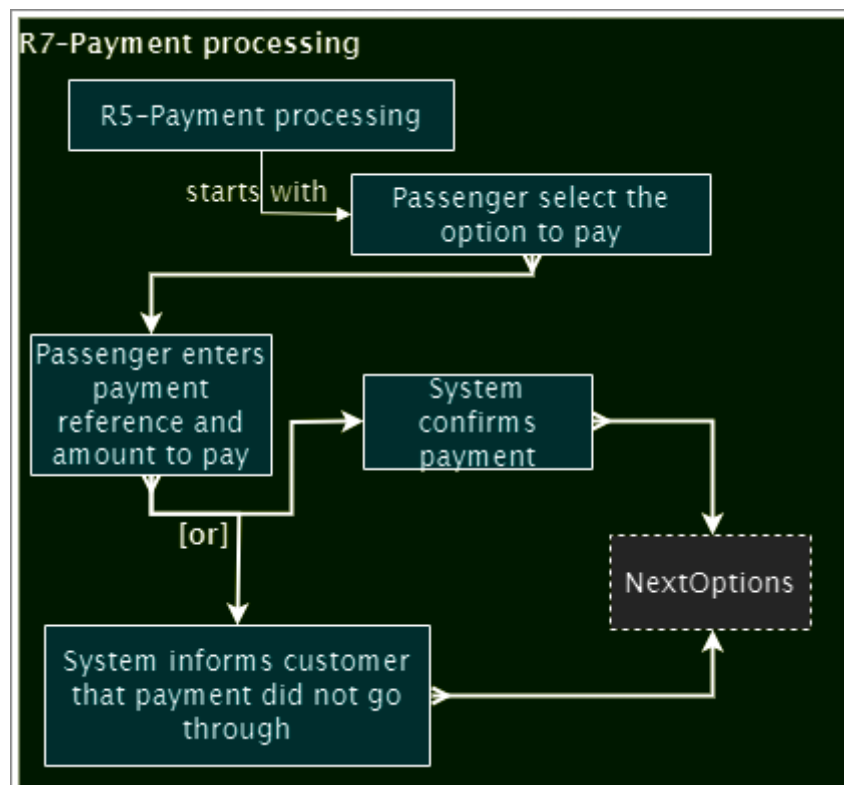 R7-Payment processing
R5-Payment processing
starts with
Passenger select the
option to pay
Passenger enters
payment
reference and
amount to pay
System
confirms
payment
[or]
NextOptions
System informs customer
that payment did not go
through